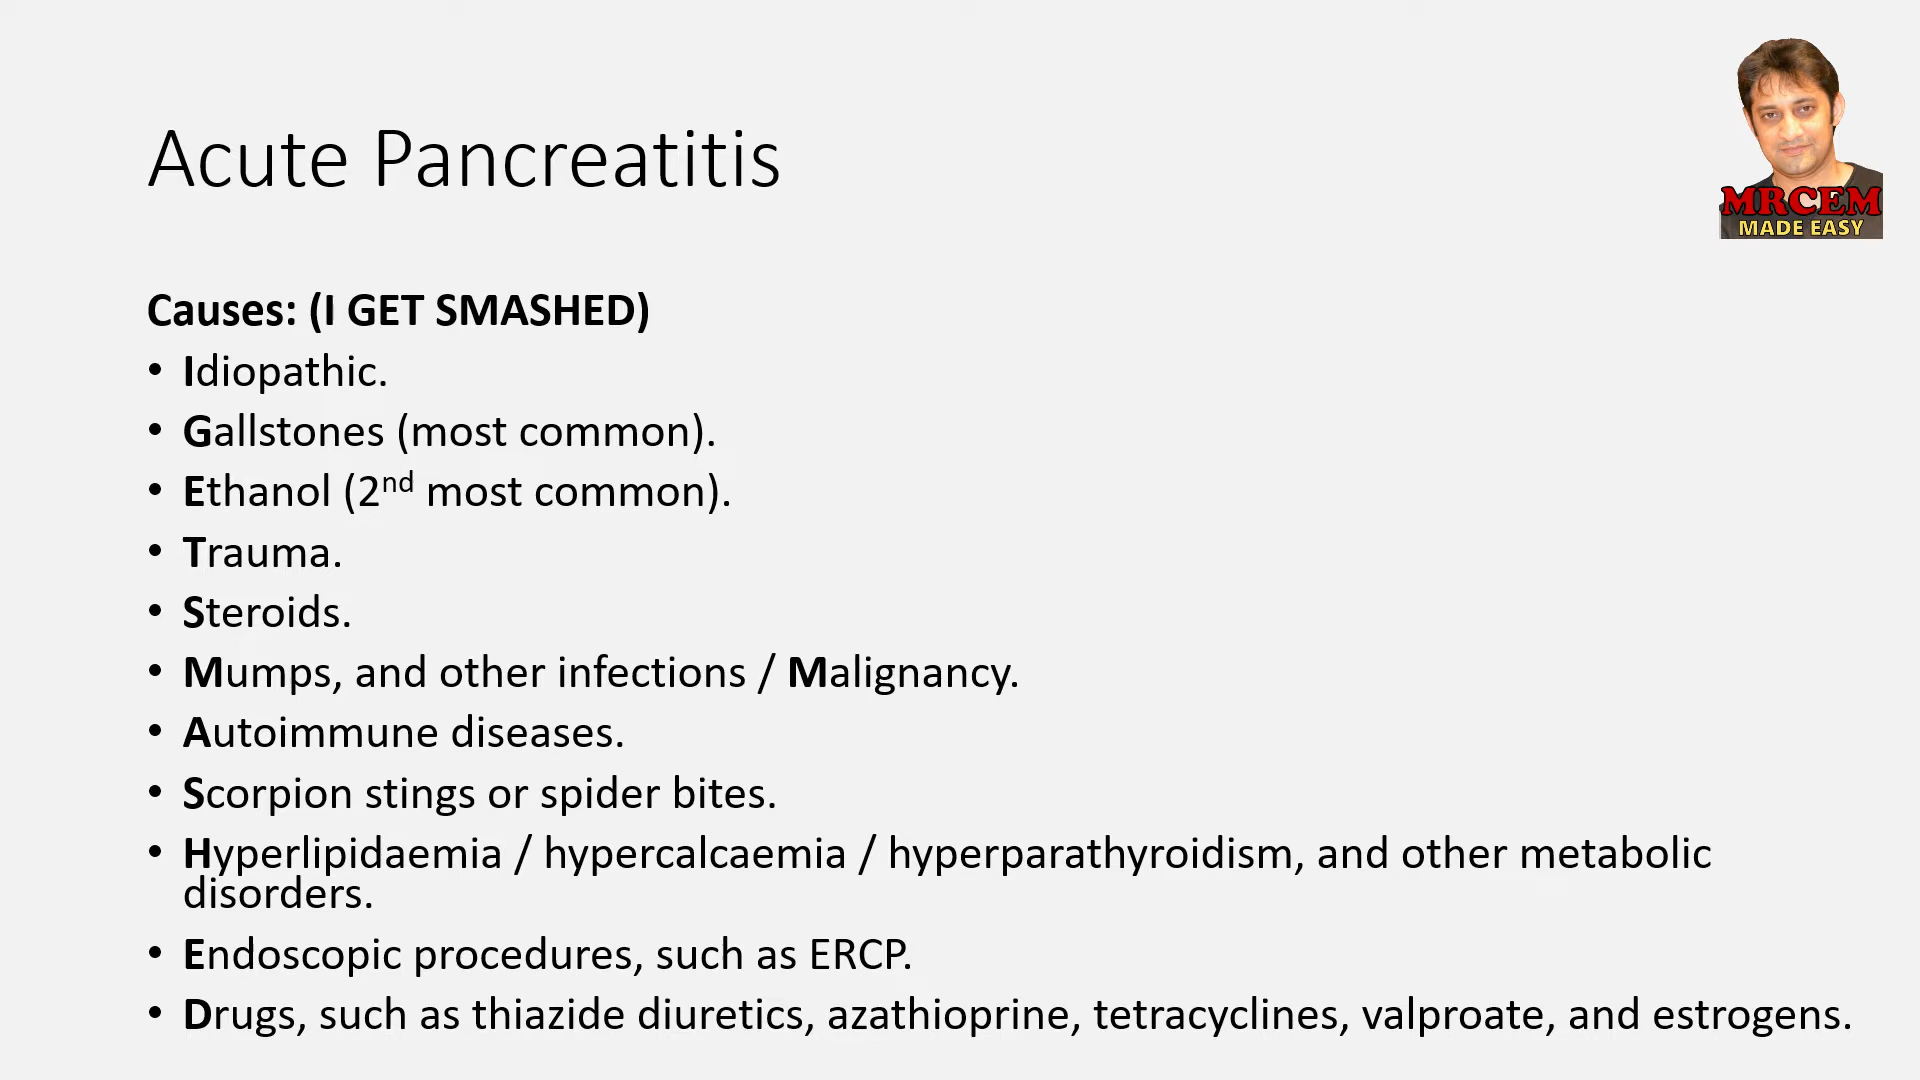 Acute Pancreatitis
MRCEM
MADE EASY
Causes: (I GET SMASHED)
• Idiopathic.
• Gallstones (most common).
• Ethanol (2nd most common).
• Trauma.
• Steroids.
• Mumps, and other infections / Malignancy.
• Autoimmune diseases.
• Scorpion stings or spider bites.
• Hyperlipidaemia / hypercalcaemia / hyperparathyroidism, and other metabolic
disorders.
• Endoscopic procedures, such as ERCP.
• Drugs, such as thiazide diuretics, azathioprine, tetracyclines, valproate, and estrogens.